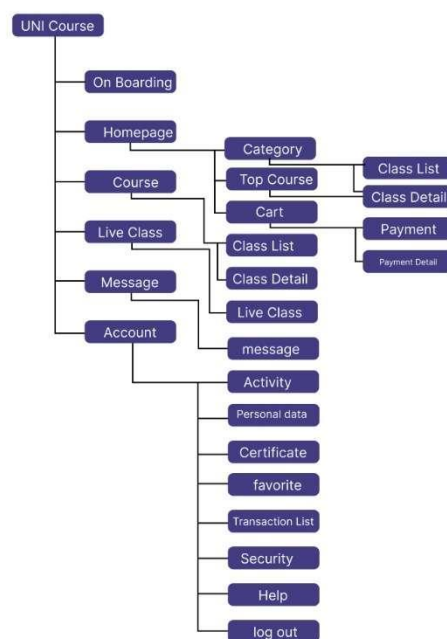 UNI Course
On Boarding
Homepage
Category
Class List
Course
Top Course
Class Detail
Cart
Payment
Live Class
Class List
Payment Detail
Message
Class Detail
Live Class
Account
message
Activity
Personal data
Certificate
favorite
Transaction List
Security
Help
log out